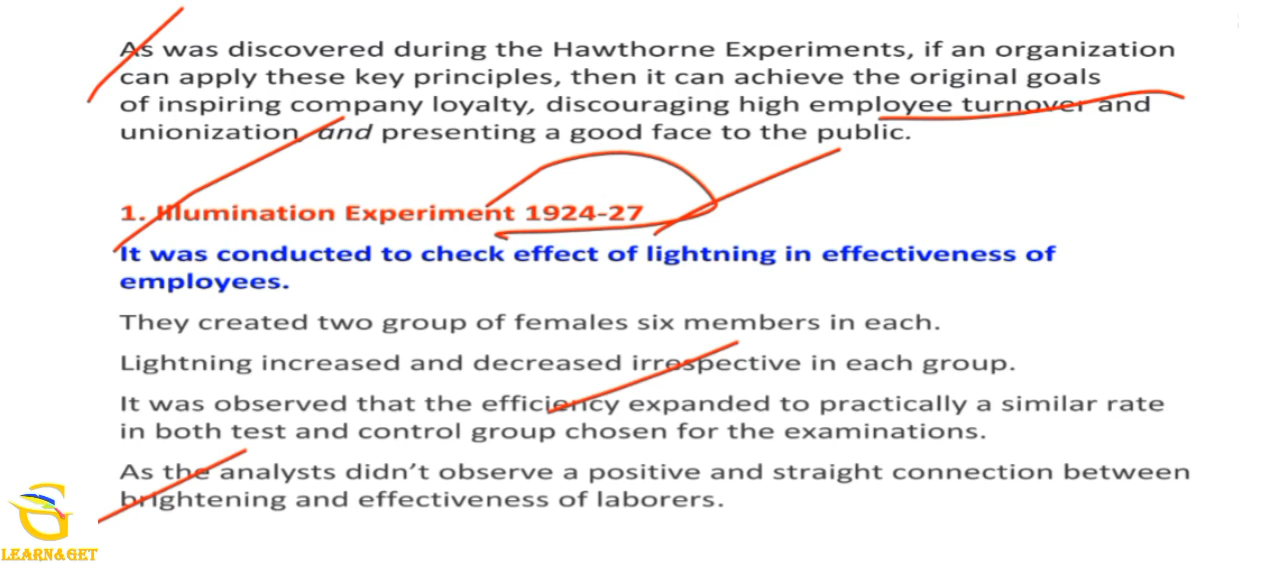 As was discovered during the Hawthorne Experiments, if an organization
can apply these key principles, then it can achieve the original goals
of inspiring company loyalty, discouraging high employee turnover and
unionization, and presenting a good face to the public.
1. Illumination Experiment 1924-27
It was conducted to check effect of lightning in effectiveness of
employees.
They created two group of females six members in each.
Lightning increased and decreased irrespective in each group.
It was observed that the efficiency expanded to practically a similar rate
in both test and control group chosen for the examinations.
As the analysts didn’t observe a positive and straight connection between
brightening and effectiveness of laborers.
LEARN&GET